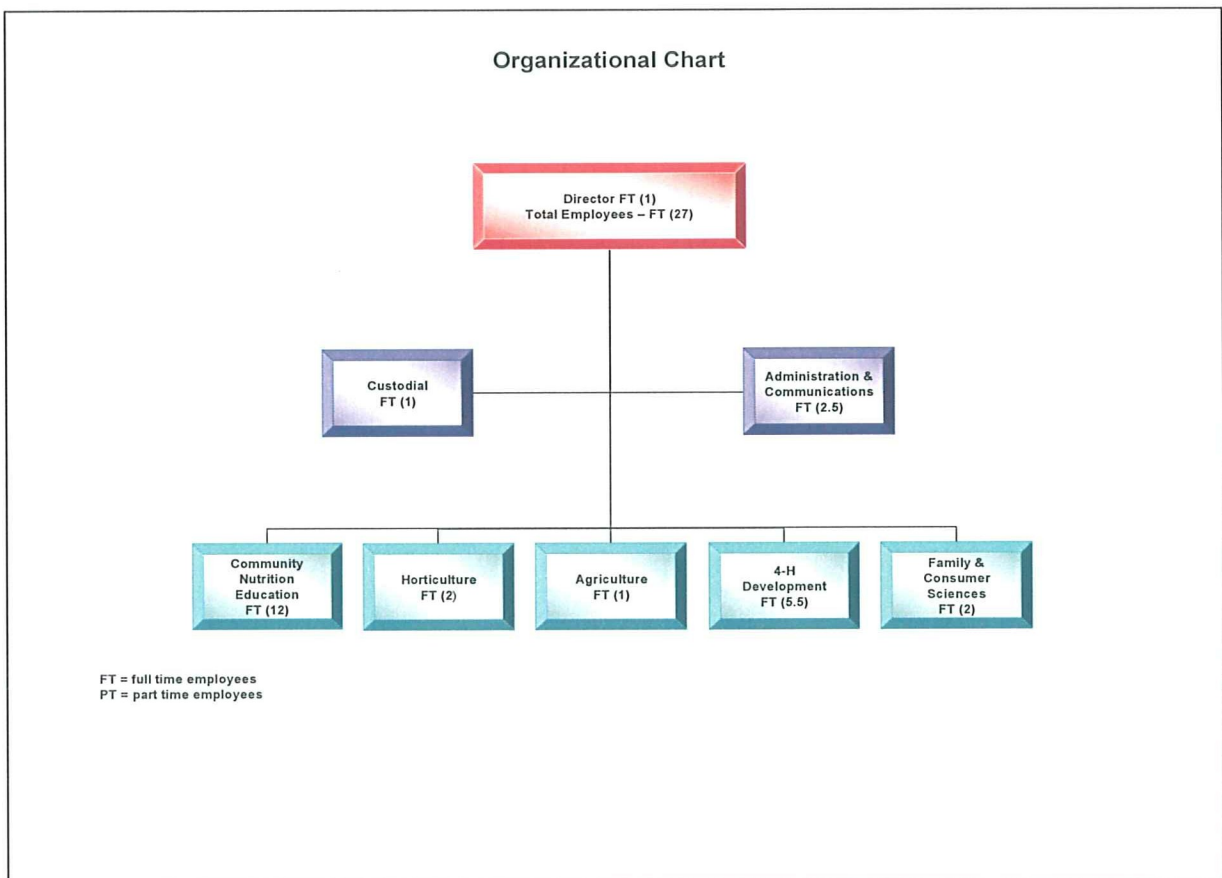 Organizational Chart
Director FT (1)
Total Employees – FT (27)
Custodial
FT (1)
Administration &
Communications
FT (2.5)
Community
Nutrition
Education
FT (12)
Horticulture
FT (2)
Agriculture
FT (1)
4-H
Development
FT (5.5)
Family &
Consumer
Sciences
FT (2)
FT = full time employees
PT = part time employees